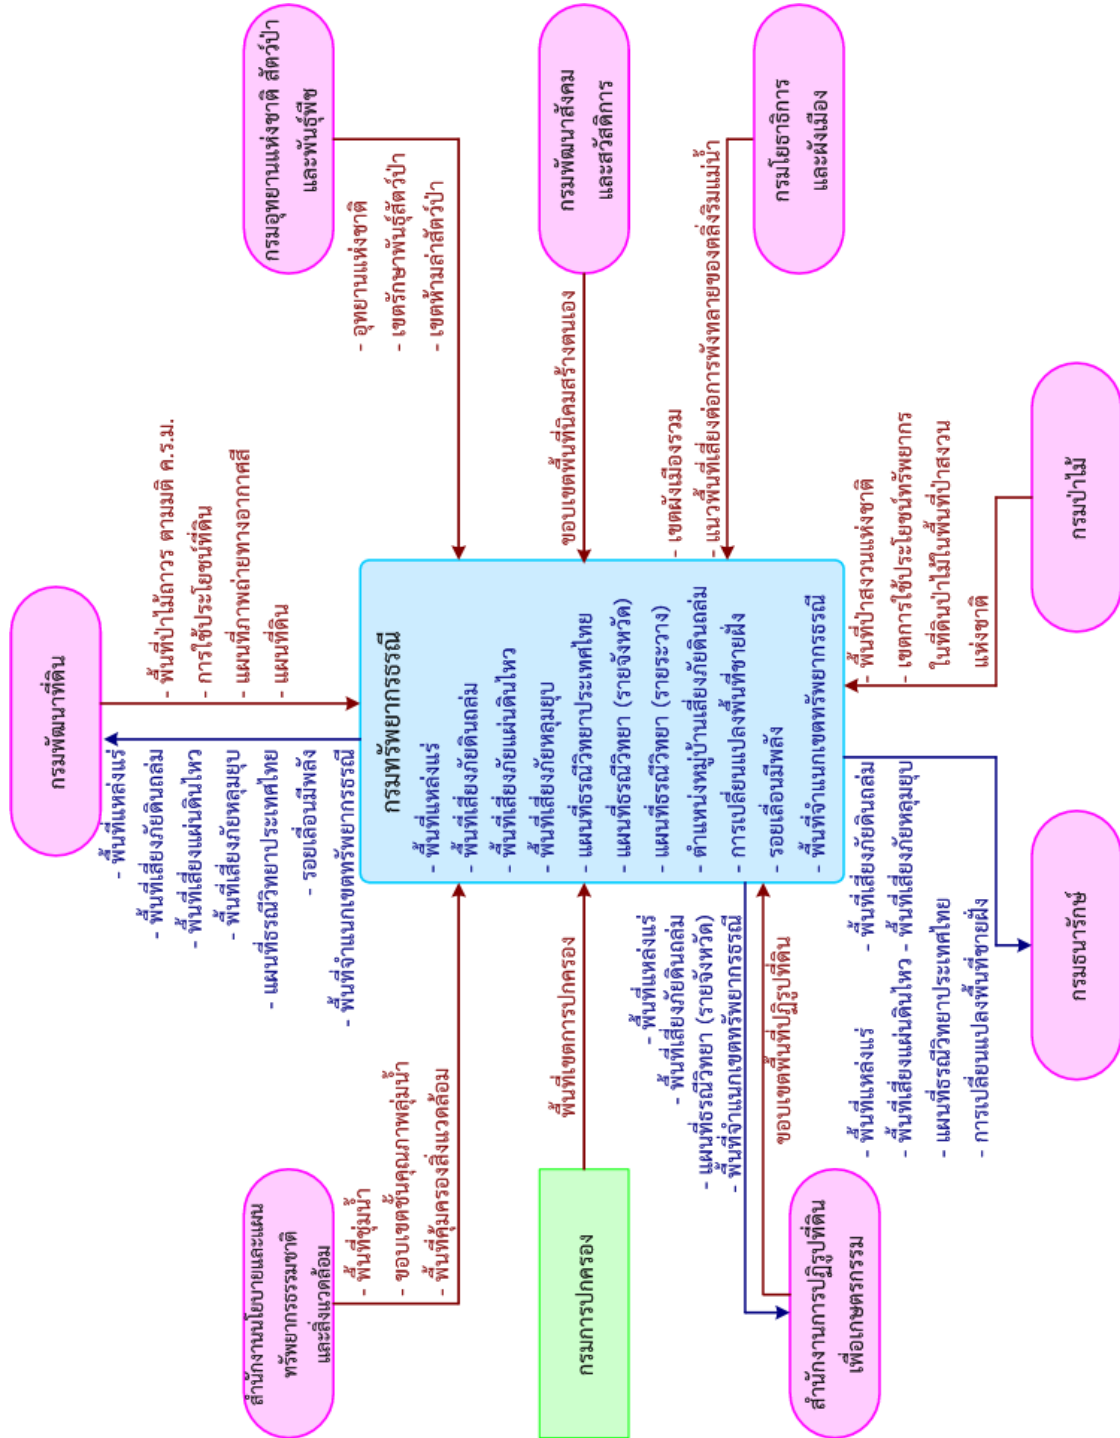 สำนักงานนโยบายและแผน
ทรัพยากรธรรมชาติ
และสิ่งแวดล้อม
- พื้นที่ชุ่มน้ำ
- ขอบเขตชั้นคุณภาพลุ่มน้ำ
- พื้นที่คุ้มครองสิ่งแวดล้อม
กรมพัฒนาที่ดิน
- พื้นที่แหล่งแร่
- พื้นที่เสี่ยงภัยดินถล่ม
- พื้นที่เสี่ยงแผ่นดินไหว
- พื้นที่เสี่ยงภัยหลุมยุบ
- แผนที่ธรณีวิทยาประเทศไทย
- รอยเลื่อนมีพลัง
- พื้นที่จำแนกเขตทรัพยากรธรณี
- พื้นที่ป่าไม้ถาวร ตามมติ ค.ร.ม.
- การใช้ประโยชน์ที่ดิน
- แผนที่ภาพถ่ายทางอากาศสี
- แผนที่ดิน
กรมอุทยานแห่งชาติ สัตว์ป่า
และพันธุ์พืช
- อุทยานแห่งชาติ
- เขตรักษาพันธุ์สัตว์ป่า
- เขตห้ามล่าสัตว์ป่า
กรมการปกครอง
พื้นที่เขตการปกครอง
กรมทรัพยากรธรณี
- พื้นที่แหล่งแร่
- พื้นที่เสี่ยงภัยดินถล่ม
- พื้นที่เสี่ยงภัยแผ่นดินไหว
- พื้นที่เสี่ยงภัยหลุมยุบ
- แผนที่ธรณีวิทยาประเทศไทย
- แผนที่ธรณีวิทยา (รายจังหวัด)
- แผนที่ธรณีวิทยา (รายระวาง)
- ตำแหน่งหมู่บ้านเสี่ยงภัยดินถล่ม
- การเปลี่ยนแปลงพื้นที่ชายฝั่ง
- รอยเลื่อนมีพลัง
- พื้นที่จำแนกเขตทรัพยากรธรณี
กรมพัฒนาสังคม
และสวัสดิการ
ขอบเขตพื้นที่นิคมสร้างตนเอง
สำนักงานการปฏิรูปที่ดิน
เพื่อเกษตรกรรม
- พื้นที่แหล่งแร่
- พื้นที่เสี่ยงภัยดินถล่ม
- แผนที่ธรณีวิทยา (รายจังหวัด)
- พื้นที่จำแนกเขตทรัพยากรธรณี
ขอบเขตพื้นที่ปฏิรูปที่ดิน
กรมโยธาธิการ
และผังเมือง
- เขตผังเมืองรวม
- แนวพื้นที่เสี่ยงต่อการพังทลายของตลิ่งริมแม่น้ำ
- พื้นที่แหล่งแร่ - พื้นที่เสี่ยงภัยดินถล่ม
- พื้นที่เสี่ยงแผ่นดินไหว - พื้นที่เสี่ยงภัยหลุมยุบ
- แผนที่ธรณีวิทยาประเทศไทย
- การเปลี่ยนแปลงพื้นที่ชายฝั่ง
กรมธนารักษ์
- พื้นที่ป่าสงวนแห่งชาติ
- เขตการใช้ประโยชน์ทรัพยากร
ในที่ดินป่าไม้ในพื้นที่ป่าสงวน
แห่งชาติ
กรมป่าไม้